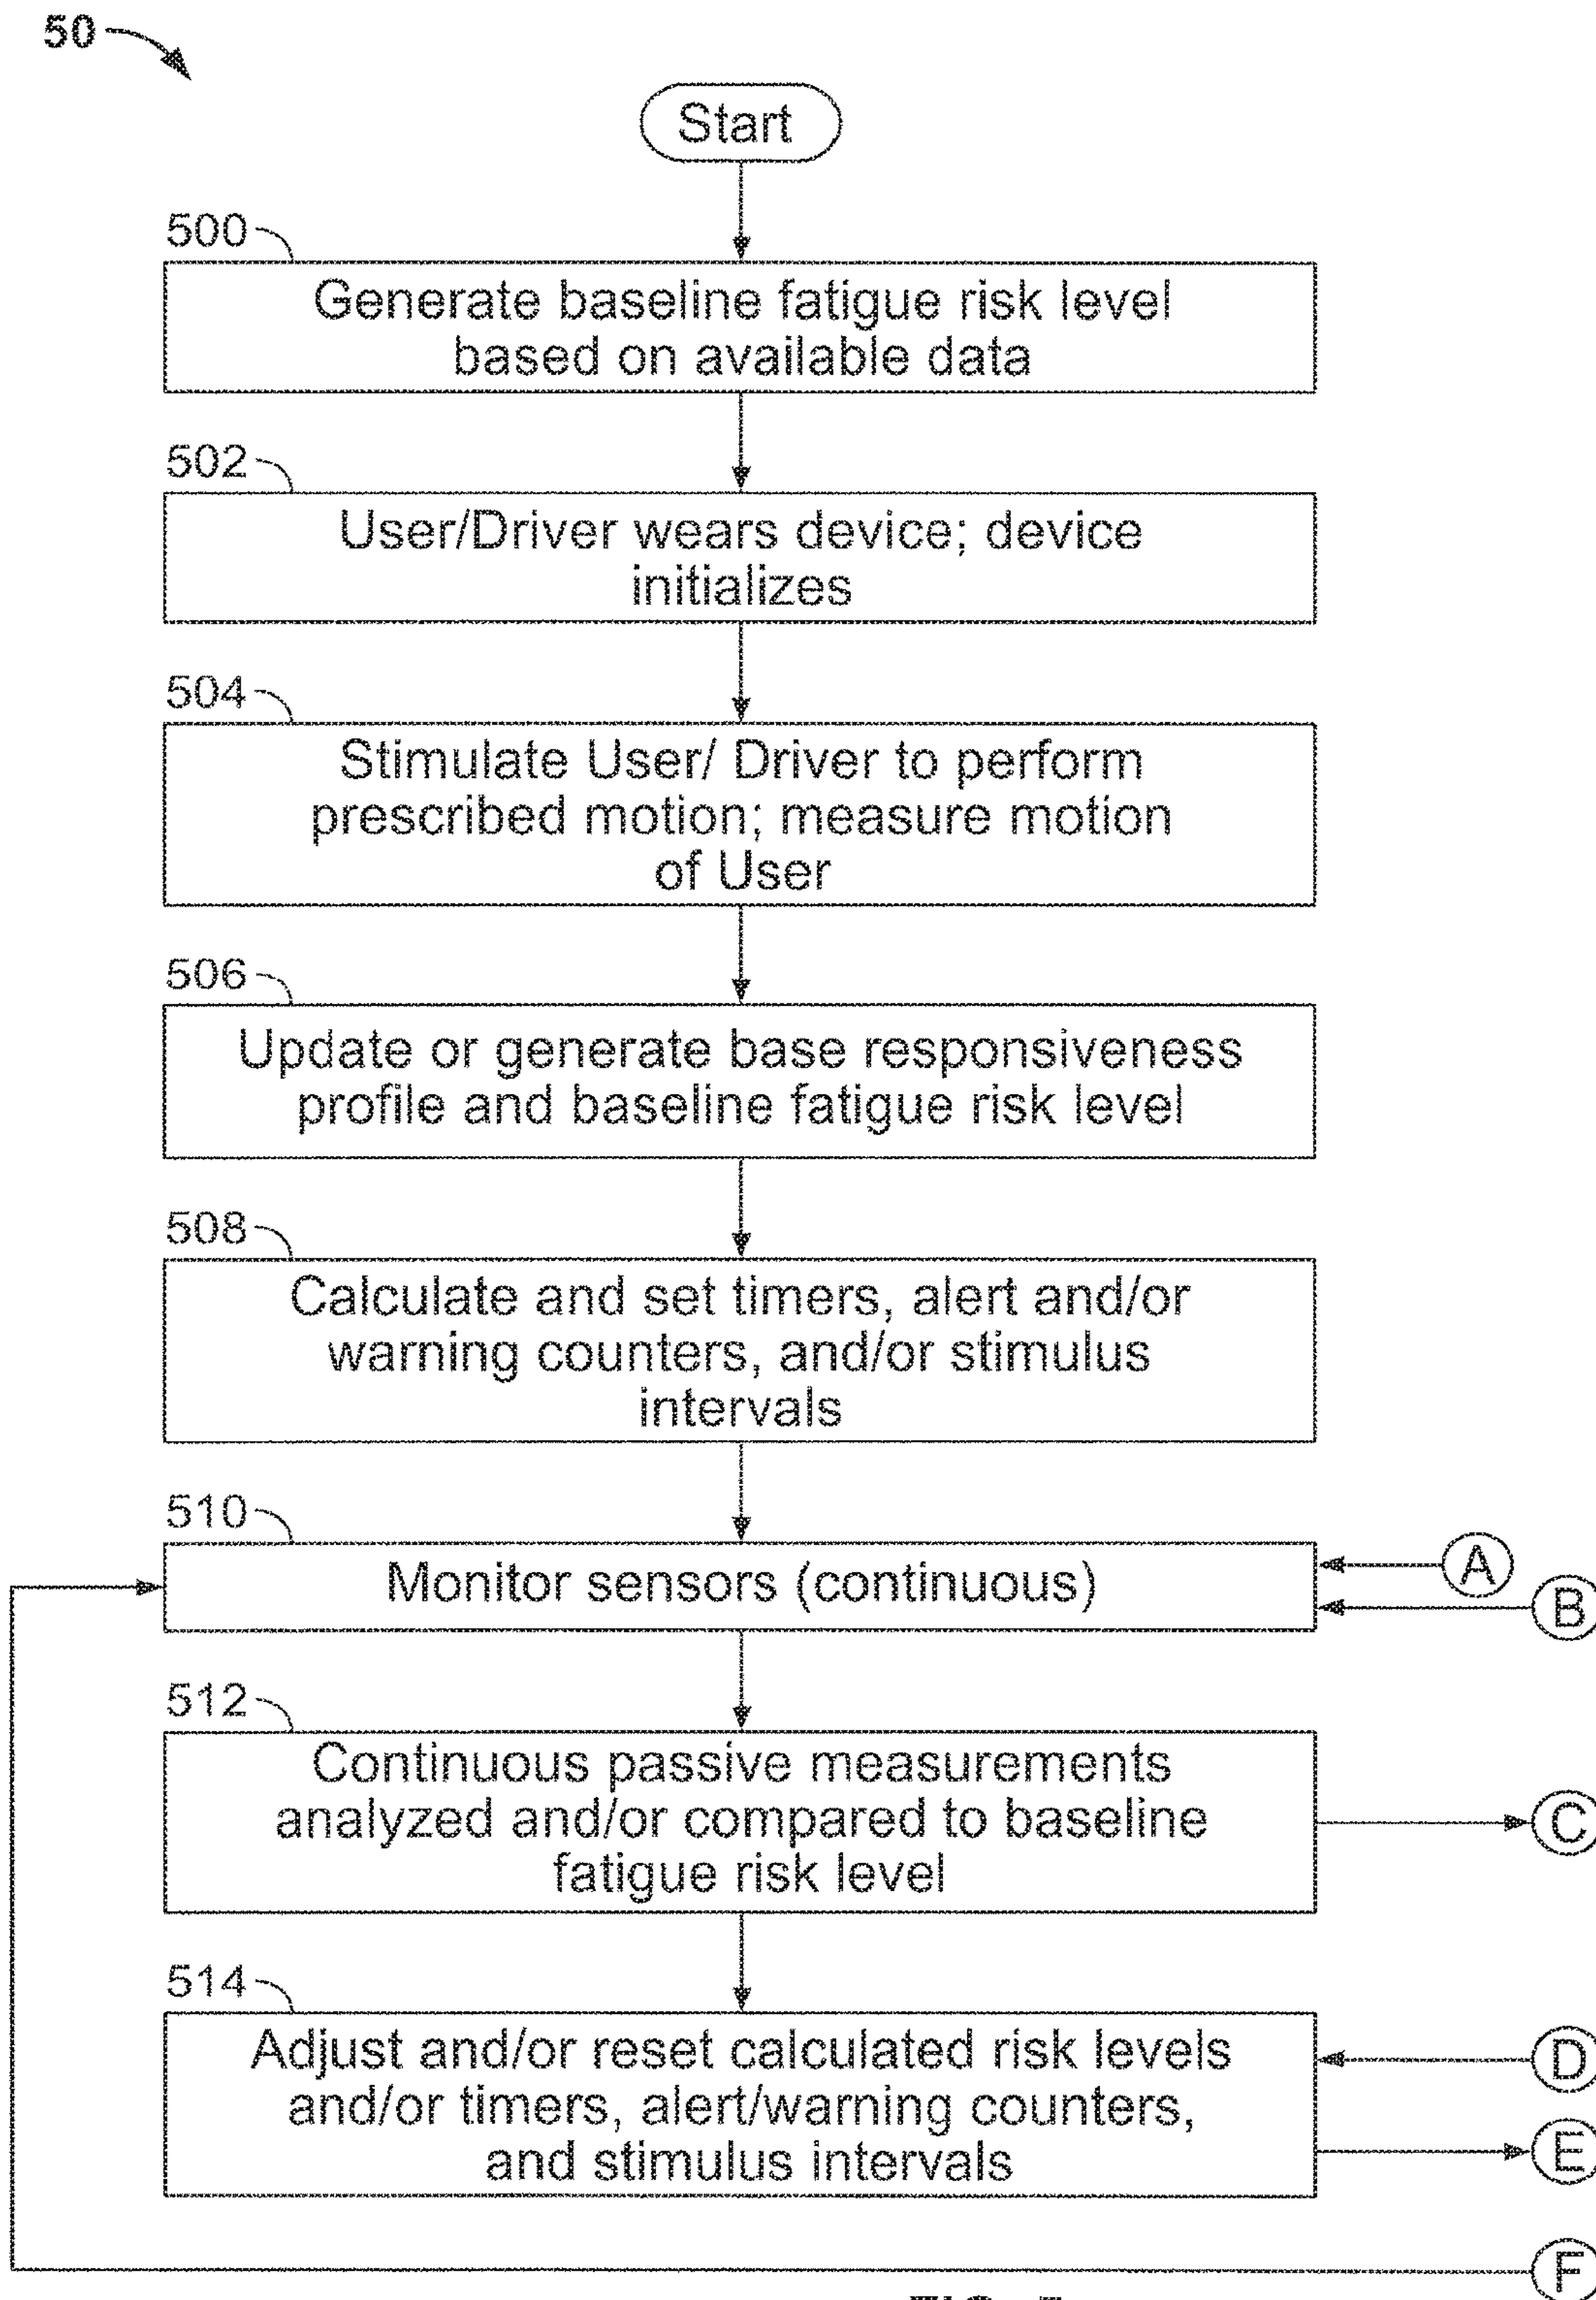 50
Start
500
Generate baseline fatigue risk level
based on available data
502
User/Driver wears device; device
initializes
504
Stimulate User/ Driver to perform
prescribed motion; measure motion
of User
506
Update or generate base responsiveness
profile and baseline fatigue risk level
508
Calculate and set timers, alert and/or
warning counters, and/or stimulus
intervals
510
Monitor sensors (continuous)
A
B
512
Continuous passive measurements
analyzed and/or compared to baseline
fatigue risk level
C
514
Adjust and/or reset calculated risk levels
and/or timers, alert/warning counters,
and stimulus intervals
D
E
F